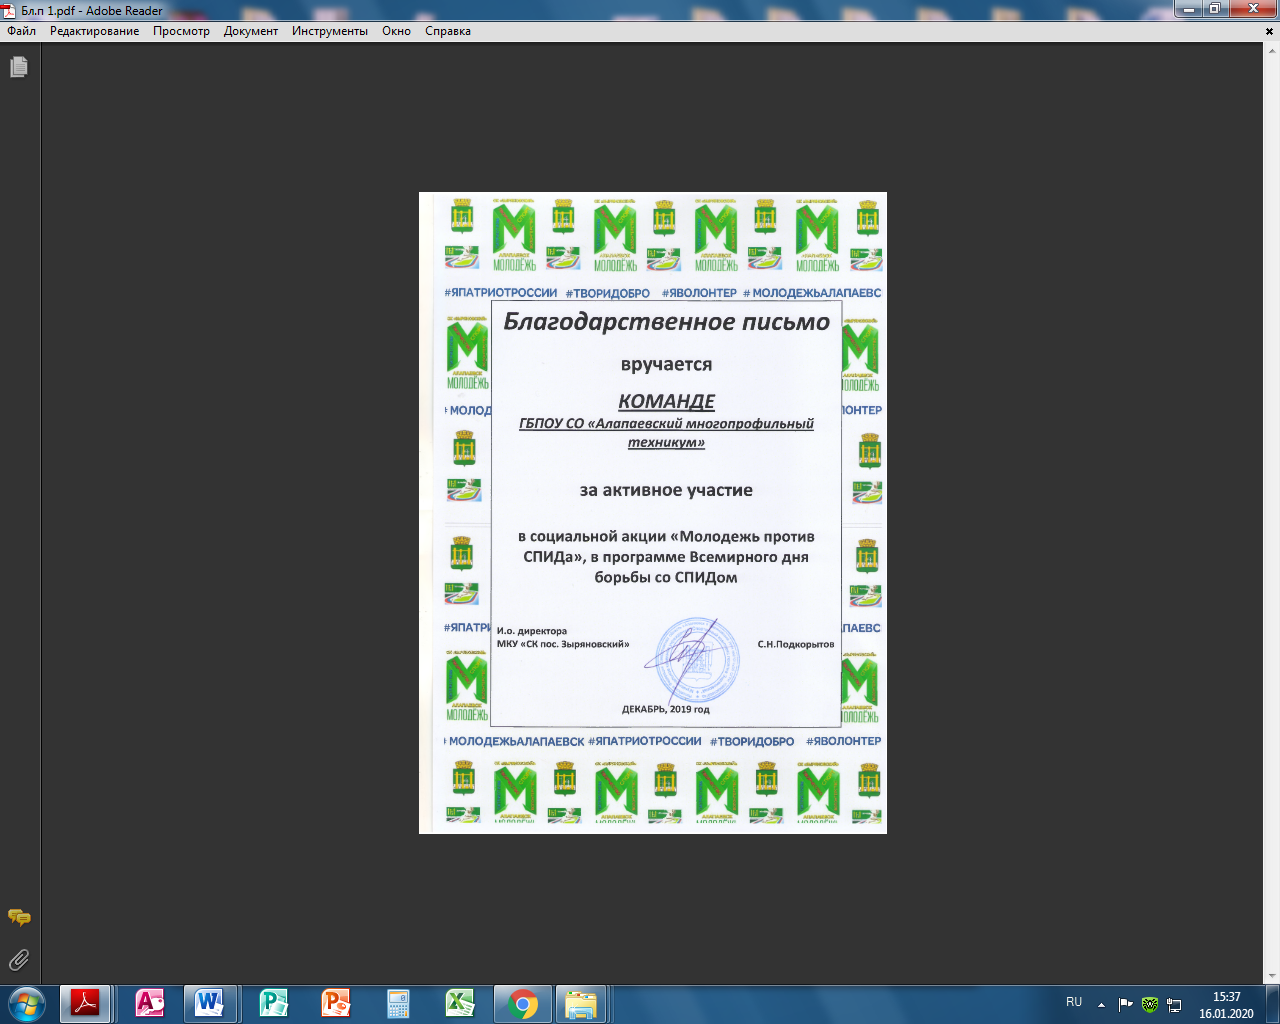 Бл.п 1.pdf - Adobe Reader
Файл Редактирование Просмотр Документ Инструменты Окно Справка
АЛАПАЕВСК
МОЛОДЁЖЬ
#ЯПАТРИОТРОССИИ #ТВОРИДОБРО #ЯВОЛОНТЕР # МОЛОДЕЖЬАЛАПАЕВС
Благодарственное письмо
вручается
КОМАНДЕ
ГБПОУ СО «Алапаевский многопрофильный
техникум»
за активное участие
в социальной акции «Молодежь против
СПИДа», в программе Всемирного дня
борьбы со СПИДом
И.о. директора
МКУ «СК пос. Зыряновский»
С.Н.Подкорытов
ДЕКАБРЬ, 2019 год
МОЛОДЕЖЬАЛАПАЕВСК #ЯПАТРИОТРОССИИ #ТВОРИДОБРО #ЯВОЛОНТЕР
RU
15:37
16.01.2020